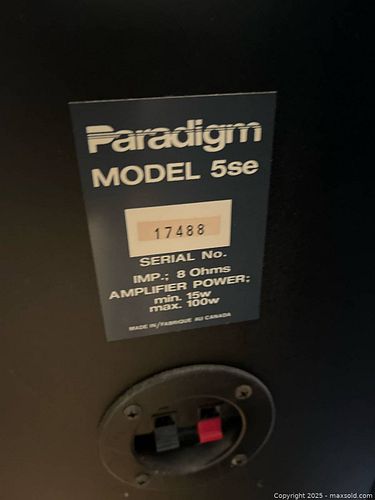 Paradigm
MODEL 5se
17488
SERIAL No.
IMP.: 8 Ohms
AMPLIFIER POWER;
min. 15w
max. 100w
MADE IN/FABRIQUE AU CANADA
Copyright 2025 - maxsold.com